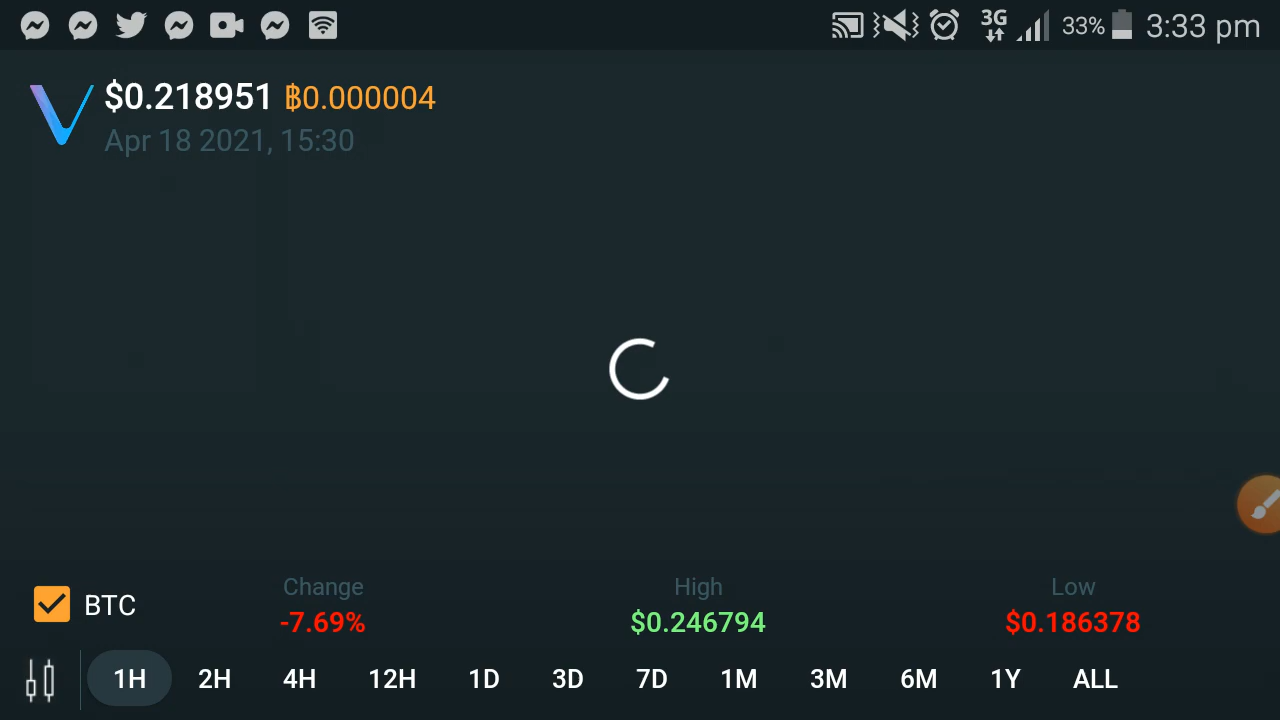 3G 33% 3:33 pm
$0.218951 ฿0.000004
Apr 18 2021, 15:30
Change High Low
BTC -7.69% $0.246794 $0.186378
1H 2H 4H 12H 1D 3D 7D 1M 3M 6M 1Y ALL